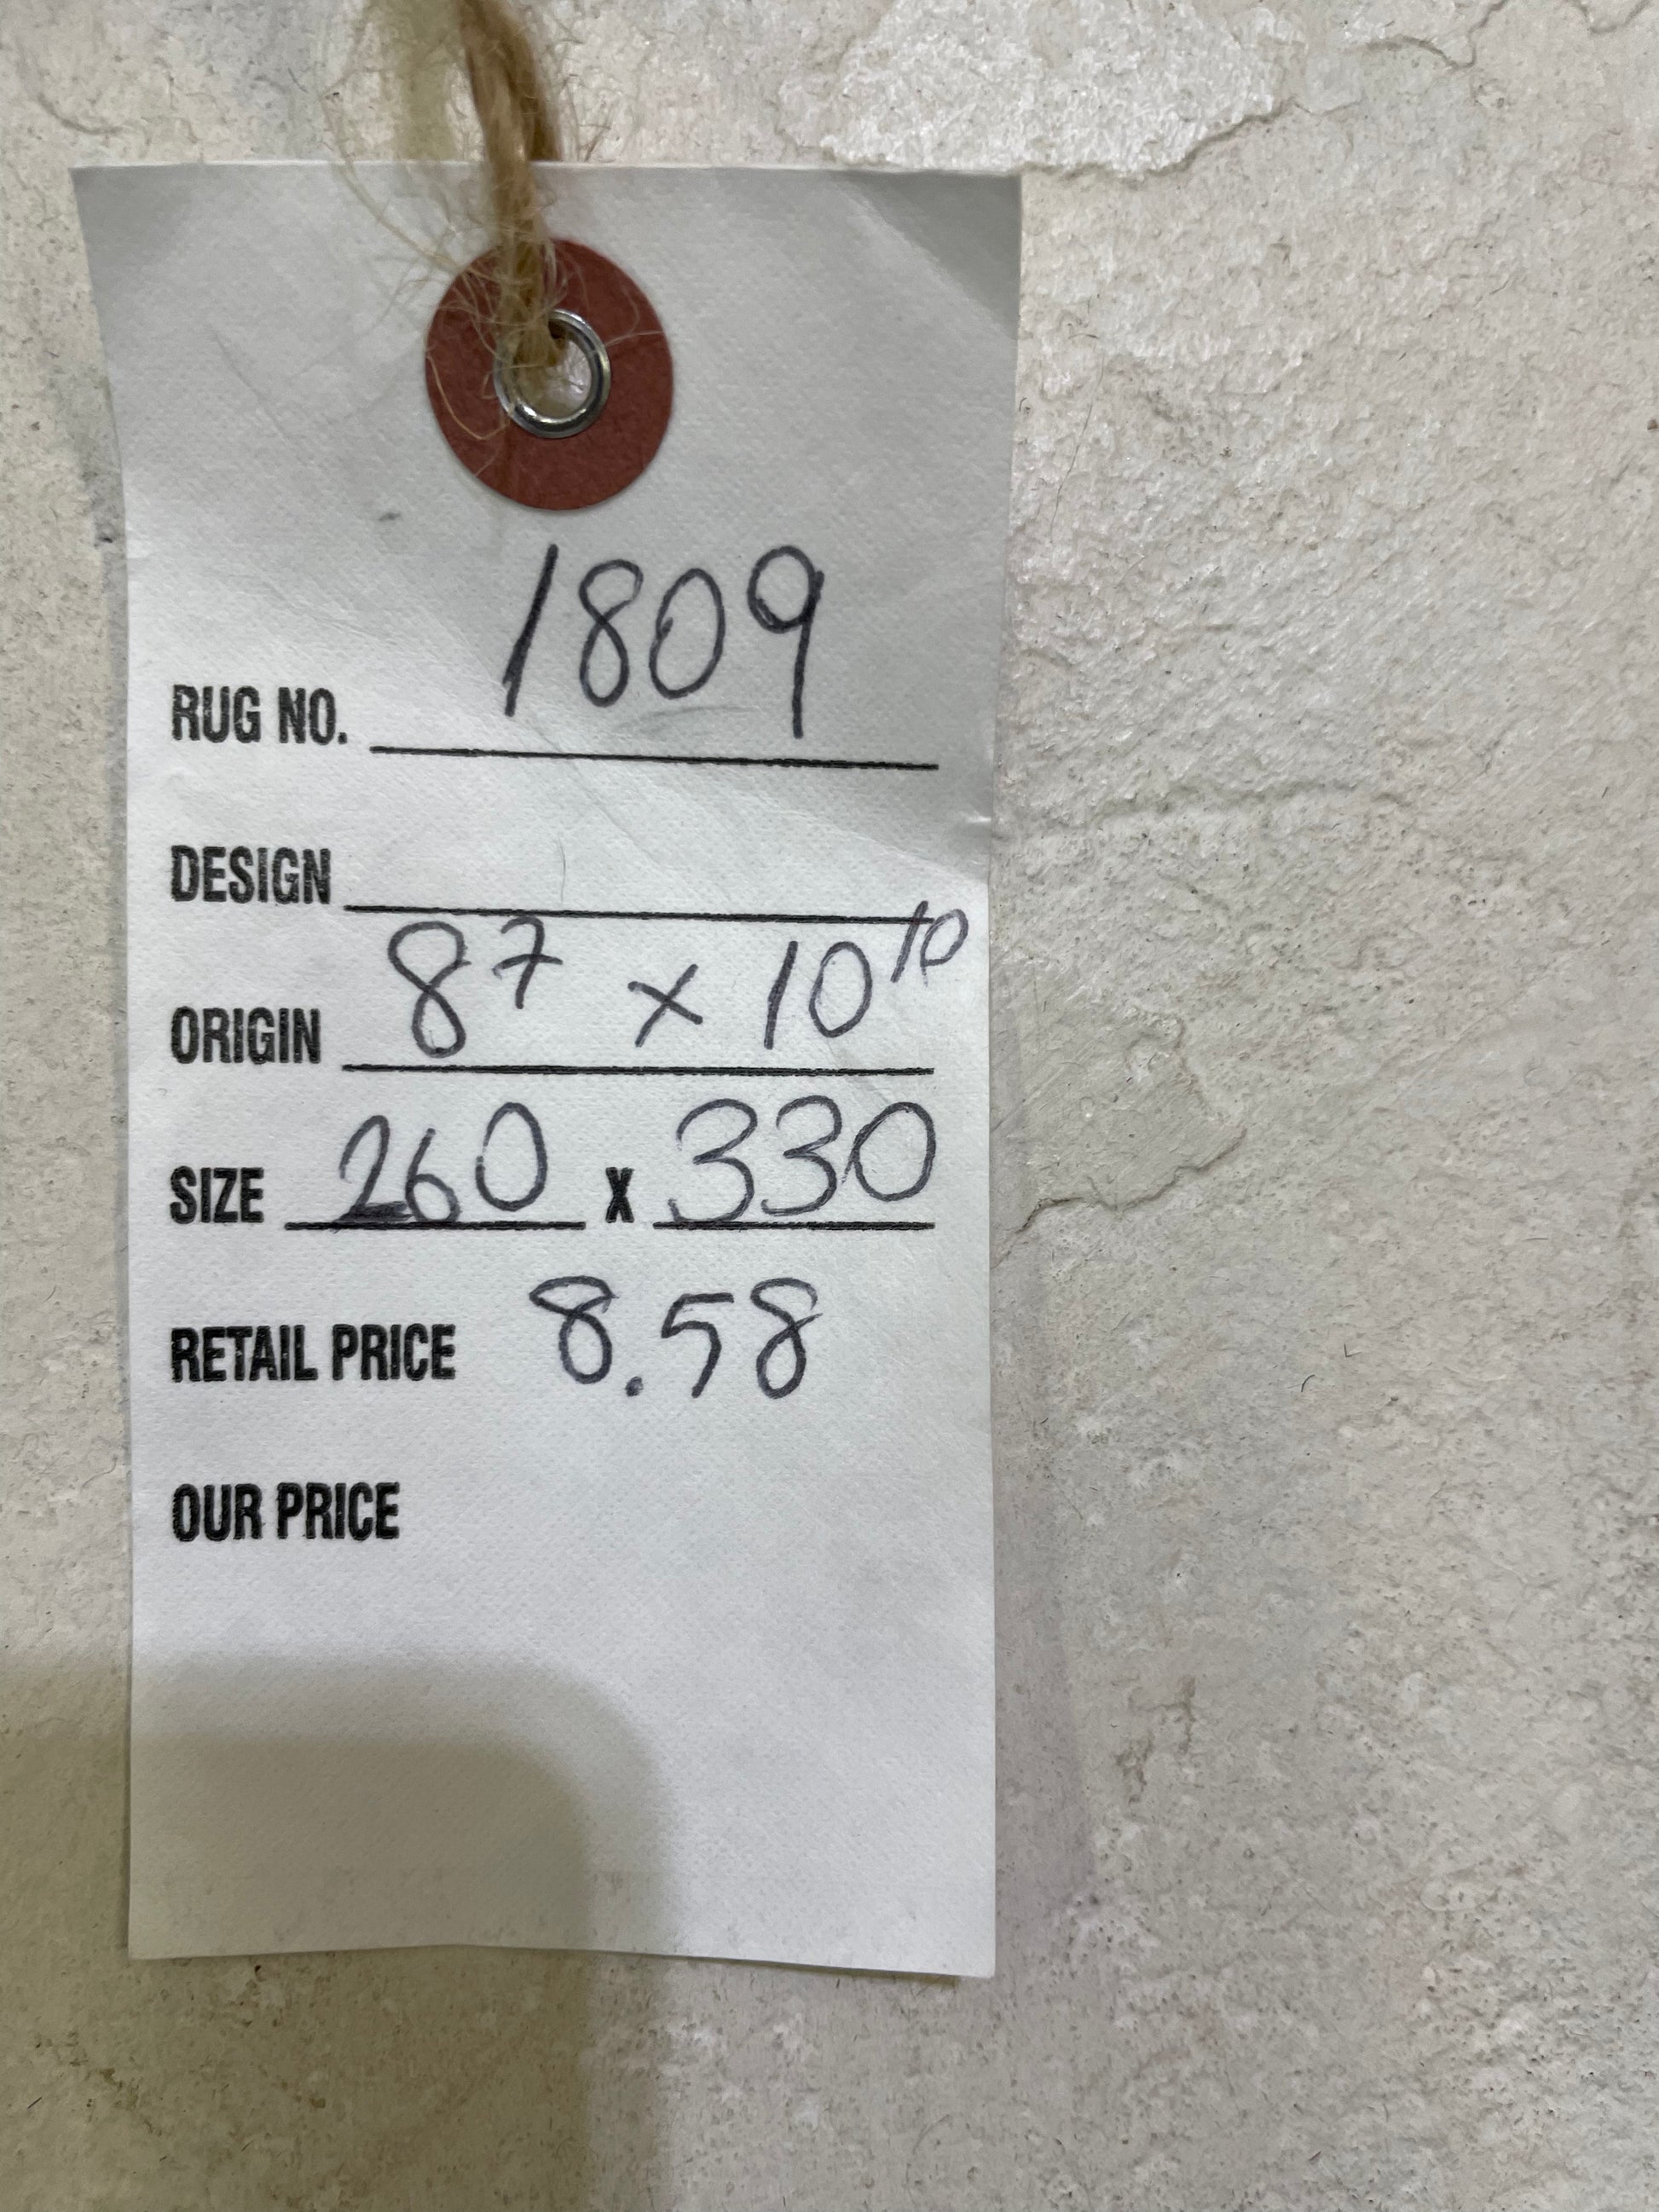 RUG NO. 1809
DESIGN
ORIGIN 8⁷ x 10¹⁰
SIZE 260 X 330
RETAIL PRICE 8.58
OUR PRICE